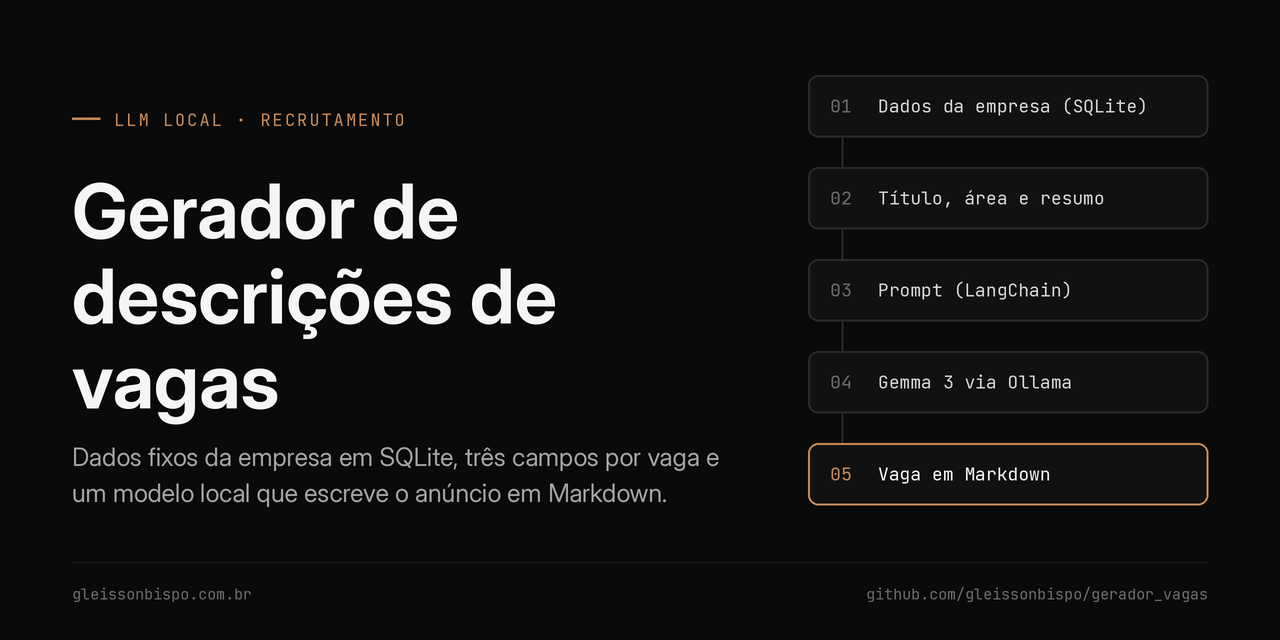 LLM LOCAL · RECRUTAMENTO
Gerador de
descrições de
vagas
Dados fixos da empresa em SQLite, três campos por vaga e
um modelo local que escreve o anúncio em Markdown.
01 Dados da empresa (SQLite)
02 Título, área e resumo
03 Prompt (LangChain)
04 Gemma 3 via Ollama
05 Vaga em Markdown
gleissonbispo.com.br
github.com/gleissonbispo/gerador_vagas